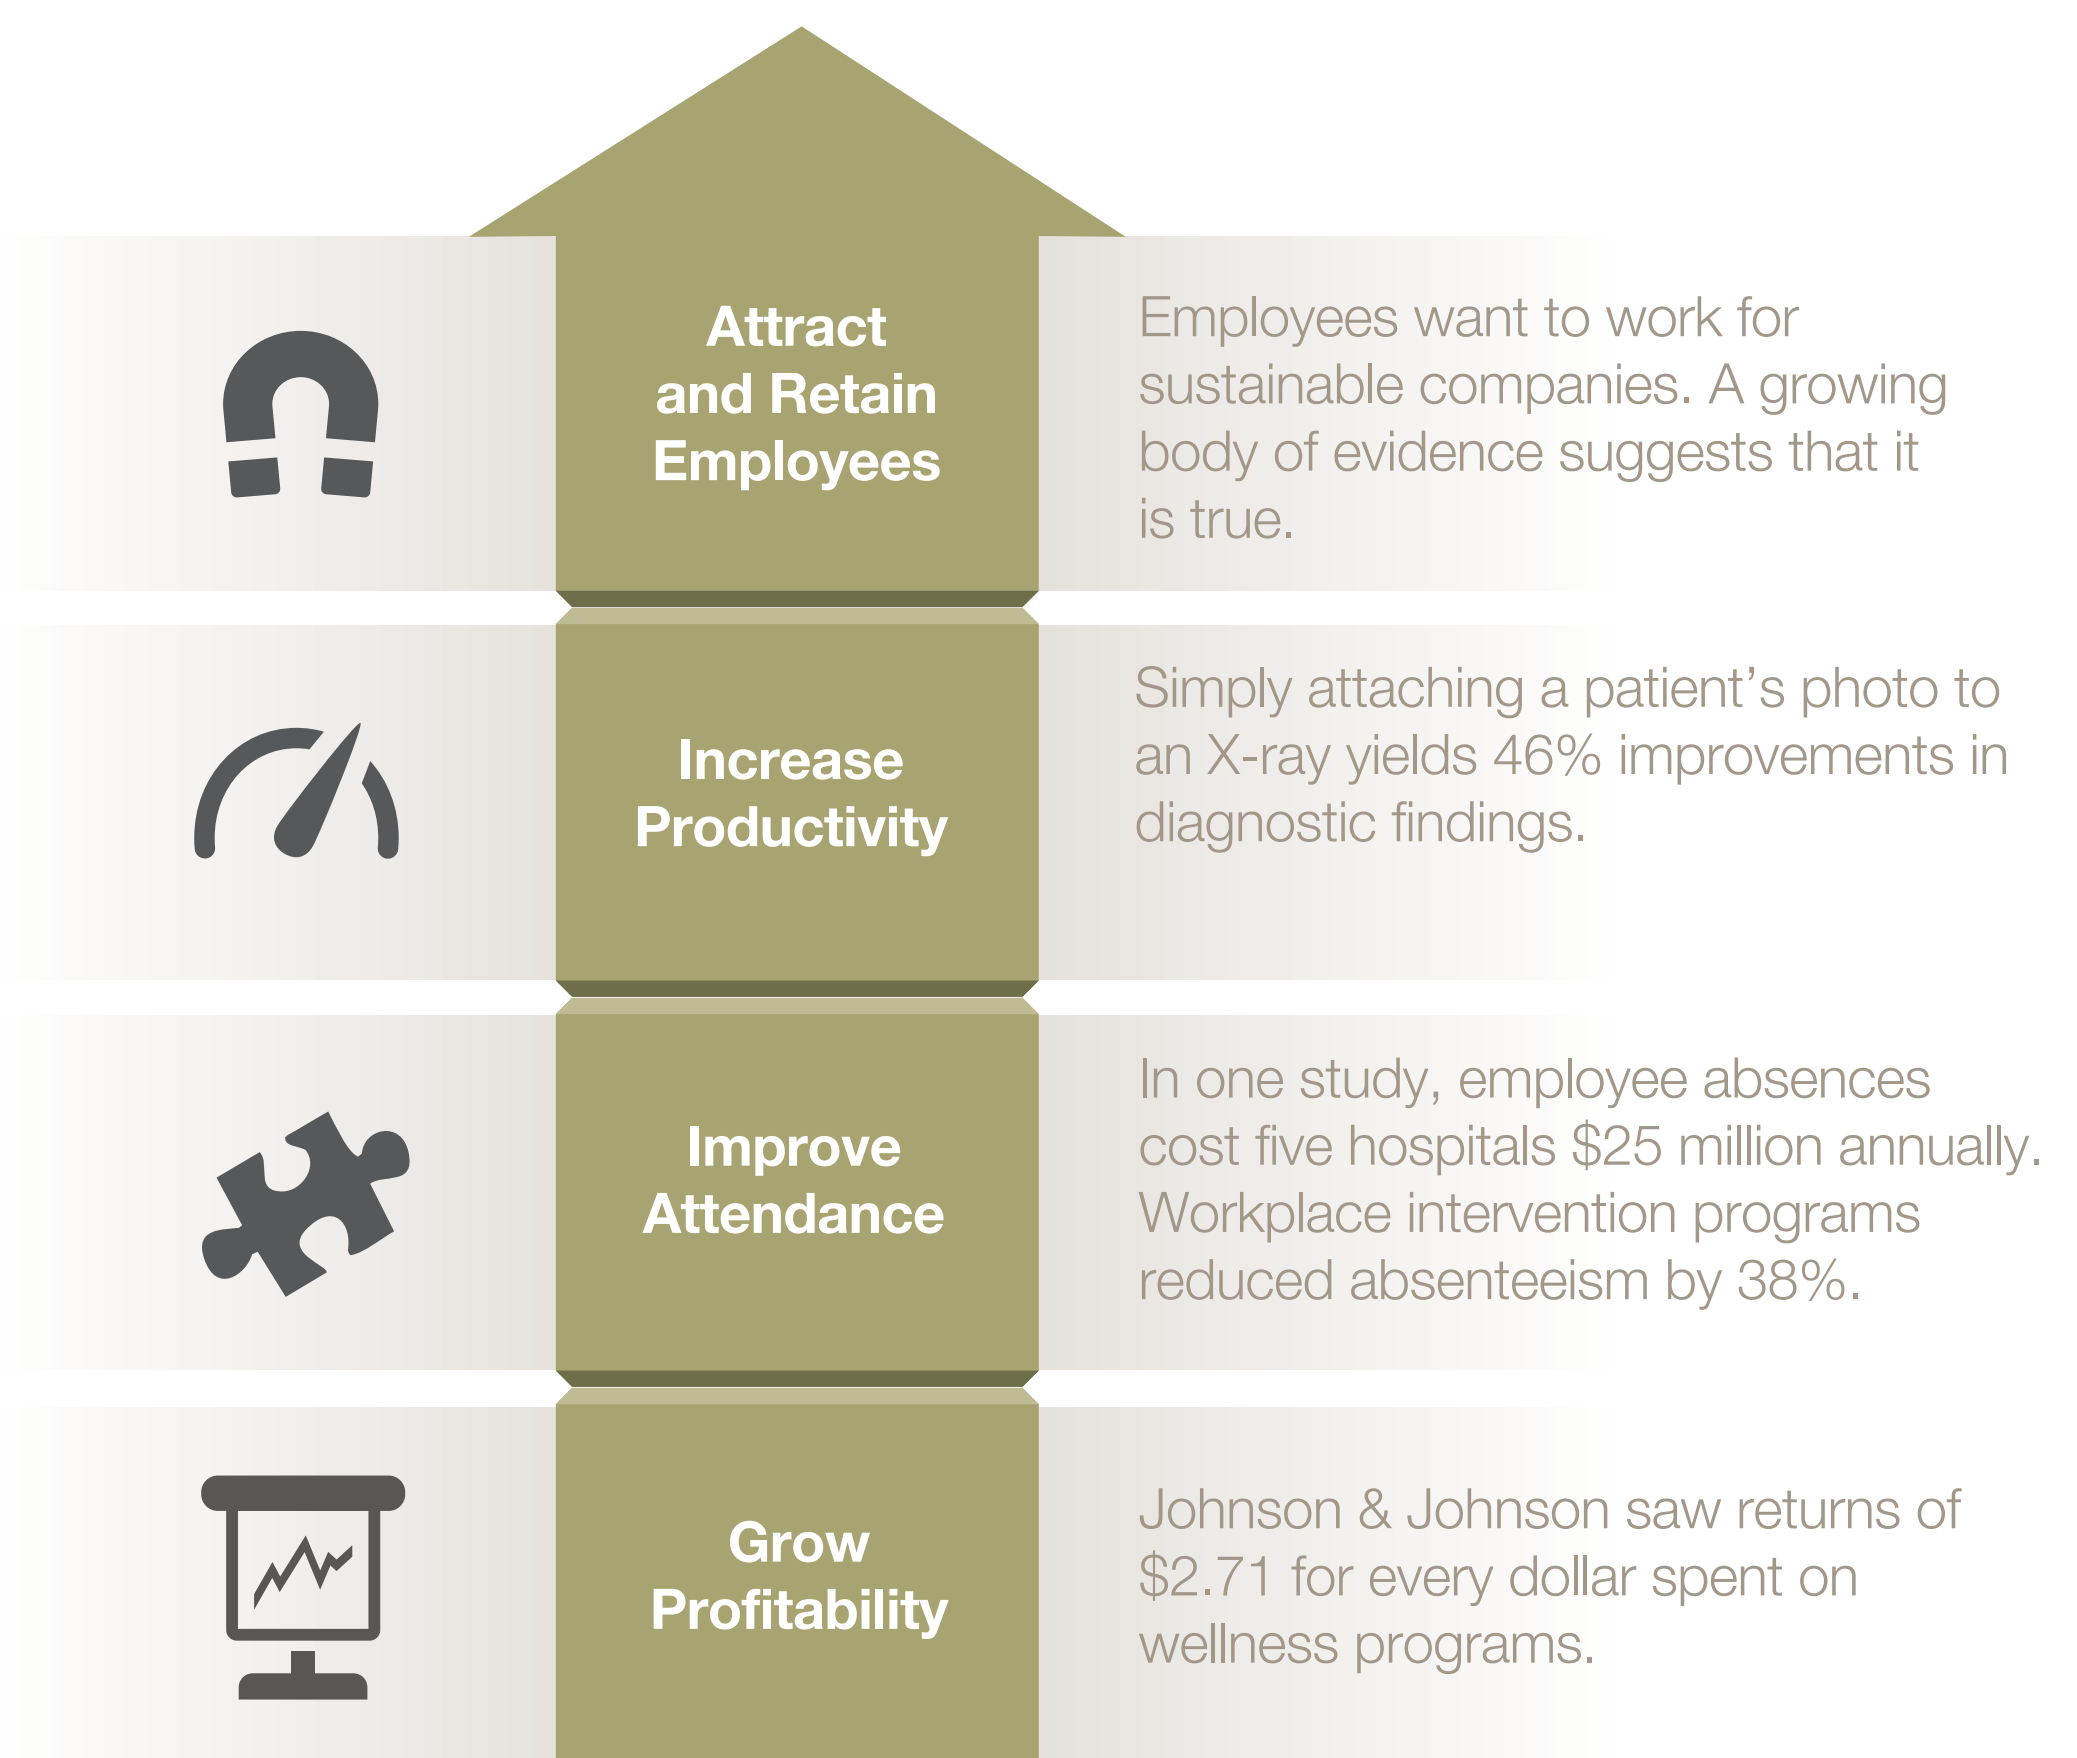 Attract
and Retain
Employees
Employees want to work for
sustainable companies. A growing
body of evidence suggests that it
is true.
Increase
Productivity
Simply attaching a patient’s photo to
an X-ray yields 46% improvements in
diagnostic findings.
Improve
Attendance
In one study, employee absences
cost five hospitals $25 million annually.
Workplace intervention programs
reduced absenteeism by 38%.
Grow
Profitability
Johnson & Johnson saw returns of
$2.71 for every dollar spent on
wellness programs.